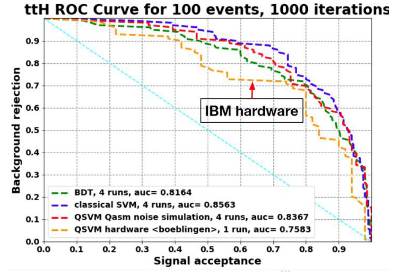 ttH ROC Curve for 100 events, 1000 iterations
Background rejection
0.9
0.8
0.7
0.6
0.5
0.4
0.3
0.2
0.1
0.0
IBM hardware
BDT, 4 runs, auc= 0.8164
classical SVM, 4 runs, auc= 0.8563
QSVM Qasm noise simulation, 4 runs, auc= 0.8367
QSVM hardware <boeblingen>, 1 run, auc= 0.7583
0.0 0.1 0.2 0.3 0.4 0.5 0.6 0.7 0.8 0.9
Signal acceptance